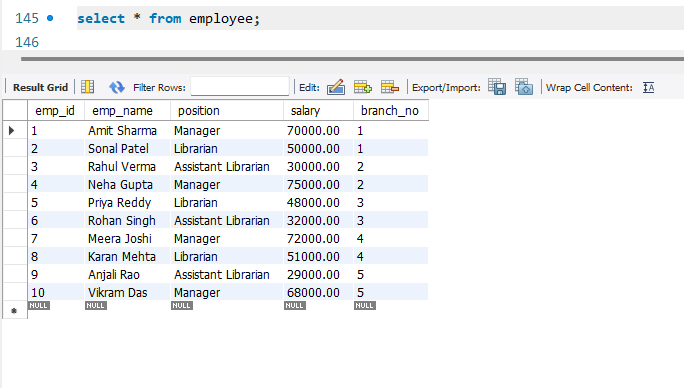 145 select * from employee;
146
Result Grid Filter Rows: Edit: Export/Import: Wrap Cell Content:
emp_id emp_name position salary branch_no
1 Amit Sharma Manager 70000.00 1
2 Sonal Patel Librarian 50000.00 1
3 Rahul Verma Assistant Librarian 30000.00 2
4 Neha Gupta Manager 75000.00 2
5 Priya Reddy Librarian 48000.00 3
6 Rohan Singh Assistant Librarian 32000.00 3
7 Meera Joshi Manager 72000.00 4
8 Karan Mehta Librarian 51000.00 4
9 Anjali Rao Assistant Librarian 29000.00 5
10 Vikram Das Manager 68000.00 5
NULL NULL NULL NULL NULL